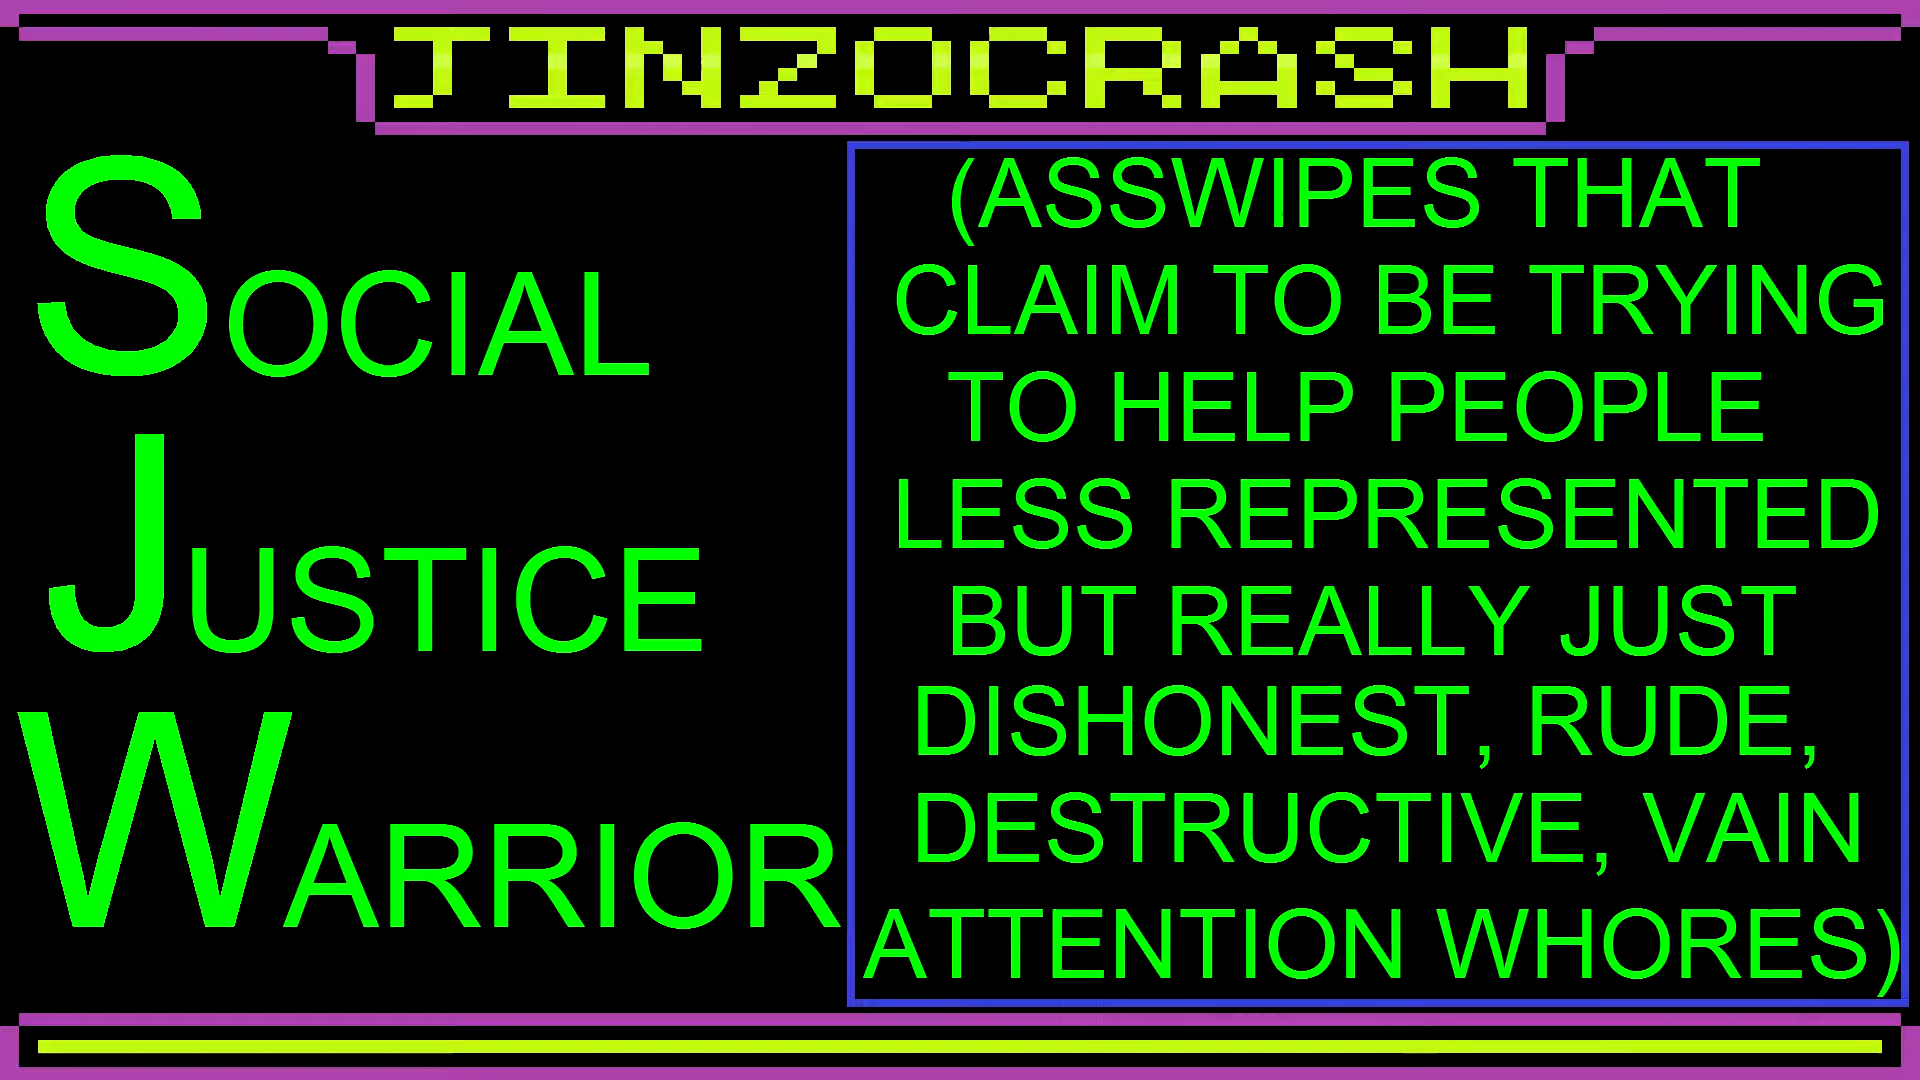 JINZOCRASH
SOCIAL
JUSTICE
WARRIOR
(ASSWIPES THAT
CLAIM TO BE TRYING
TO HELP PEOPLE
LESS REPRESENTED
BUT REALLY JUST
DISHONEST, RUDE,
DESTRUCTIVE, VAIN
ATTENTION WHORES)